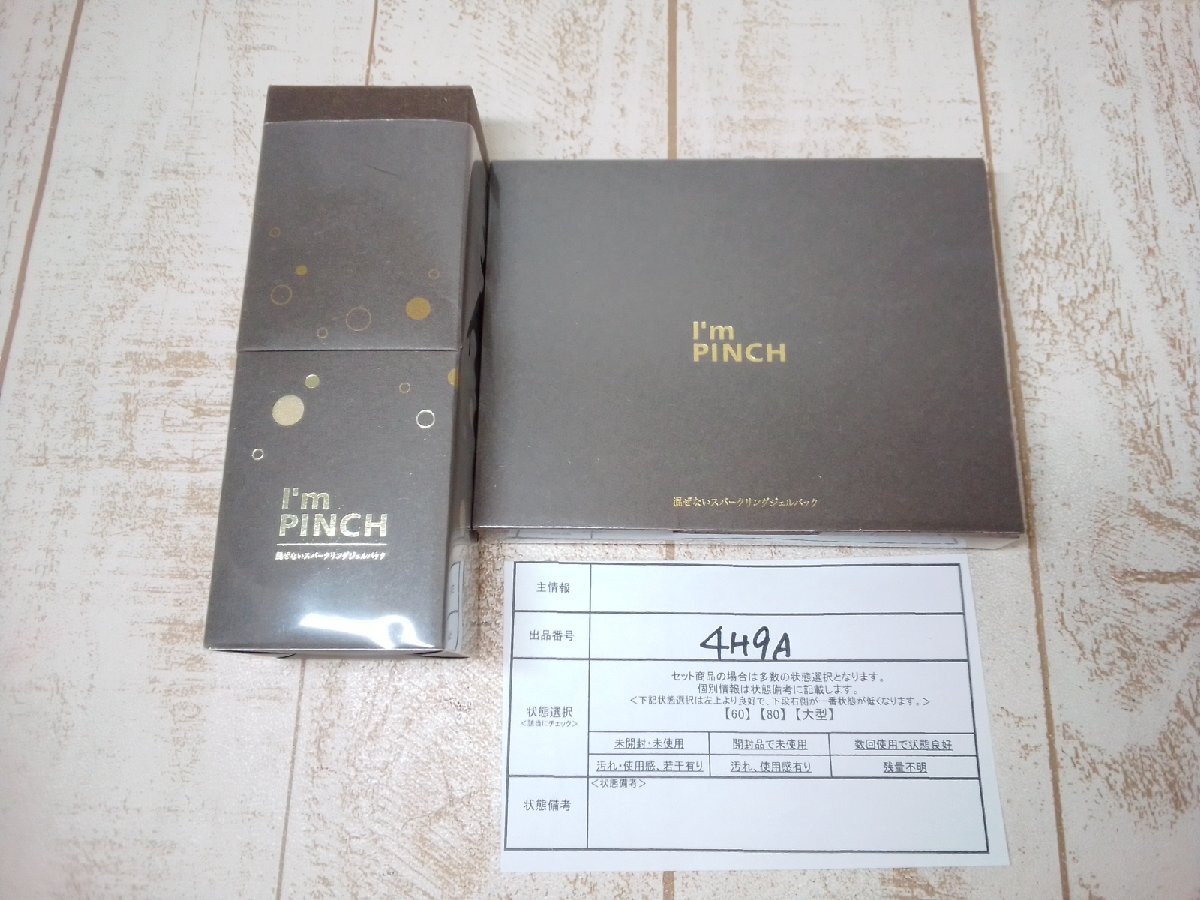 I'm
PINCH
混ぜないスパークリングジェルパック
I'm
PINCH
混ぜないスパークリングジェルパック
主情報
出品番号
4H9A
状態選択
<該当にチェック>
セット商品の場合は多数の状態選択となります。
個別情報は状態備考に記載します。
<下記状態選択は左上より良好で、下段右側が一番状態が低くなります。>
【60】【80】【大型】
未開封・未使用
開封品で未使用
数回使用で状態良好
汚れ・使用感、若干有り
汚れ、使用感有り
残量不明
状態備考
<状態備考>